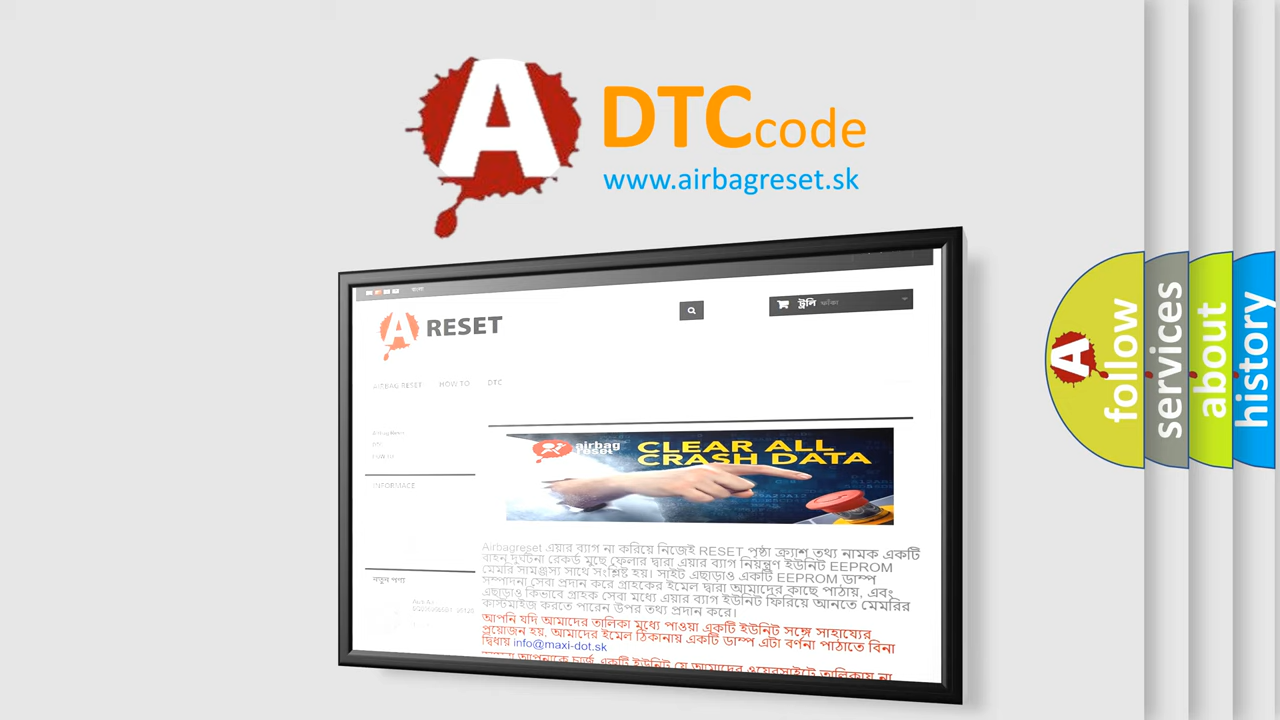 A
DTCcode
www.airbagreset.sk
বাংলা
A RESET
ট্রলি ফাঁকা
AIRBAG RESET HOW TO DTC
INFORMACE
airbag
reset
CLEAR ALL
CRASH DATA
Airbagreset এয়ার ব্যাগ না করিয়ে নিজেই RESET পৃষ্ঠা ক্র্যাশ তথ্য নামক একটি
বাহন দুর্ঘটনা রেকর্ড মুছে ফেলার দ্বারা এয়ার ব্যাগ নিয়ন্ত্রণ ইউনিট EEPROM
মেমরি সামঞ্জস্য সাথে সংশ্লিষ্ট হয়। সাইট এছাড়াও একটি EEPROM ডাম্প
সম্পাদনা সেবা প্রদান করে গ্রাহকের ইমেল দ্বারা আমাদের কাছে পাঠায়, এবং
এছাড়াও কিভাবে গ্রাহক সেবা মধ্যে এয়ার ব্যাগ ইউনিট ফিরিয়ে আনতে মেমরির
কাস্টমাইজ করতে পারেন উপর তথ্য প্রদান করে।
আপনি যদি আমাদের তালিকা মধ্যে পাওয়া একটি ইউনিট সঙ্গে সাহায্যের
প্রয়োজন হয়, আমাদের ইমেল ঠিকানায় একটি ডাম্প এটা বর্ণনা পাঠাতে বিনা
দ্বিধায় info@maxi-dot.sk
নতুন পণ্য
A
follow
services
about
history